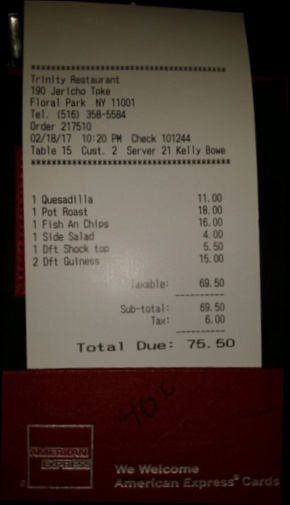 ********************************************
Trinity Restaurant
190 Jericho Tpke
Floral Park NY 11001
Tel. (516) 358-5584
Order 217510
02/18/17 10:20 PM Check 101244
Table 15 Cust. 2 Server 21 Kelly Bowe
********************************************
1 Quesadilla 11.00
1 Pot Roast 18.00
1 Fish An Chips 16.00
1 Side Salad 4.00
1 Dft Shock top 5.50
2 Dft Guiness 15.00
Taxable: 69.50
Sub-total: 69.50
Tax: 6.00
Total Due: 75.50
AMERICAN
EXPRESS
We Welcome
American Express® Cards